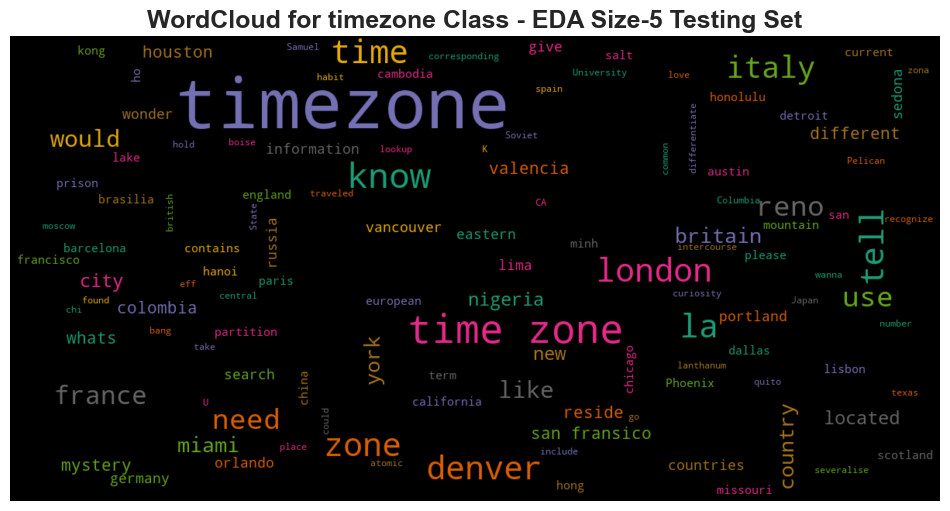 WordCloud for timezone Class - EDA Size-5 Testing Set
kong houston Samuel time corresponding give salt current
ho habit cambodia University love italy zona
timezone spain honolulu sedona
wonder Soviet detroit
would hold boise information lookup K common differentiate different
lake know valencia austin Pelican
prison england traveled
brasilia british State CA Columbia reno san recognize
moscow russia vancouver eastern britain mountain tell
barcelona contains minh intercourse please
francisco hanoi lima london wanna
city eff paris
found central european nigeria curiosity Japan use
chi colombia portland
whats bang partition time zone la number
take york new dallas
search term chicago lanthanum lisbon
france china california like Phoenix quito texas
U reside go country located
need could san fransico
miami place zone include scotland
mystery orlando atomic denver countries severalise
germany hong missouri